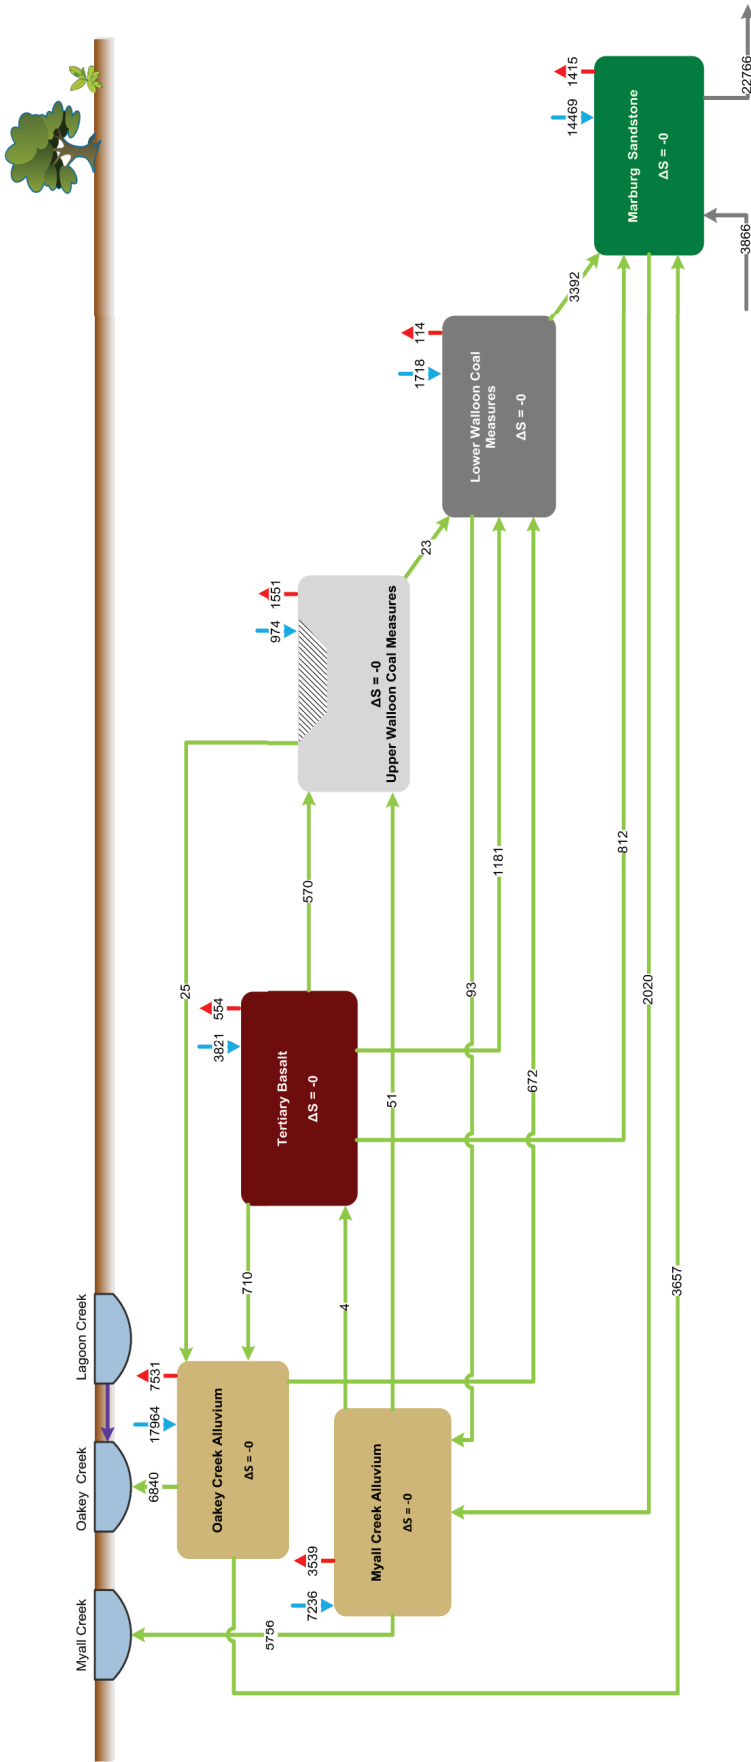 Myall Creek
Oakey Creek
Lagoon Creek
6840
17964
7531
Oakey Creek Alluvium
ΔS = -0
5756
7236
3539
Myall Creek Alluvium
ΔS = -0
710
4
51
25
3821
554
Tertiary Basalt
ΔS = -0
570
974
1551
ΔS = -0
Upper Walloon Coal Measures
23
93
1181
672
1718
114
Lower Walloon Coal
Measures
ΔS = -0
3392
812
2020
3657
14469
1415
Marburg Sandstone
ΔS = -0
3866
22766